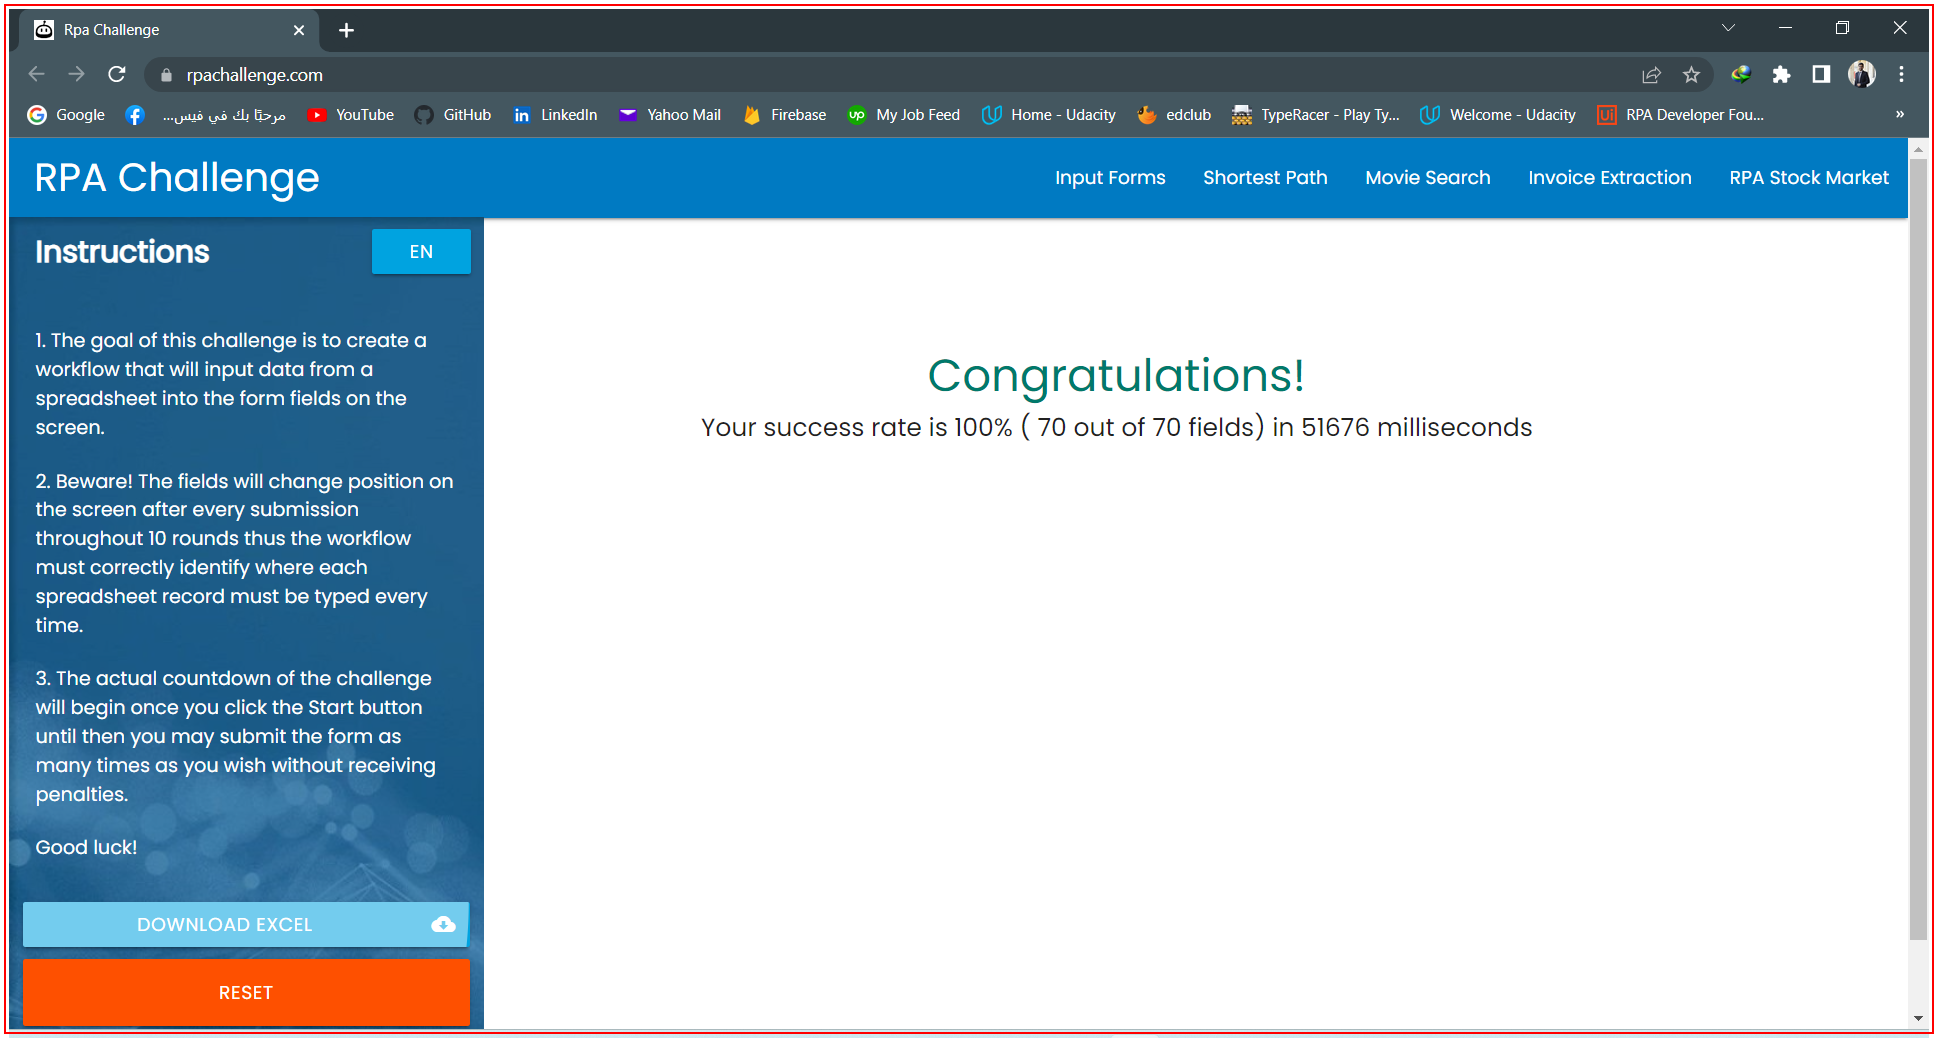 Rpa Challenge
rpachallenge.com
Google
مرحبًا بك في فيس...
YouTube
GitHub
LinkedIn
Yahoo Mail
Firebase
My Job Feed
Home - Udacity
edclub
TypeRacer - Play Ty...
Welcome - Udacity
RPA Developer Fou...
»
RPA Challenge
Input Forms
Shortest Path
Movie Search
Invoice Extraction
RPA Stock Market
Instructions
EN
1. The goal of this challenge is to create a
workflow that will input data from a
spreadsheet into the form fields on the
screen.
2. Beware! The fields will change position on
the screen after every submission
throughout 10 rounds thus the workflow
must correctly identify where each
spreadsheet record must be typed every
time.
3. The actual countdown of the challenge
will begin once you click the Start button
until then you may submit the form as
many times as you wish without receiving
penalties.
Good luck!
DOWNLOAD EXCEL
RESET
Congratulations!
Your success rate is 100% ( 70 out of 70 fields) in 51676 milliseconds